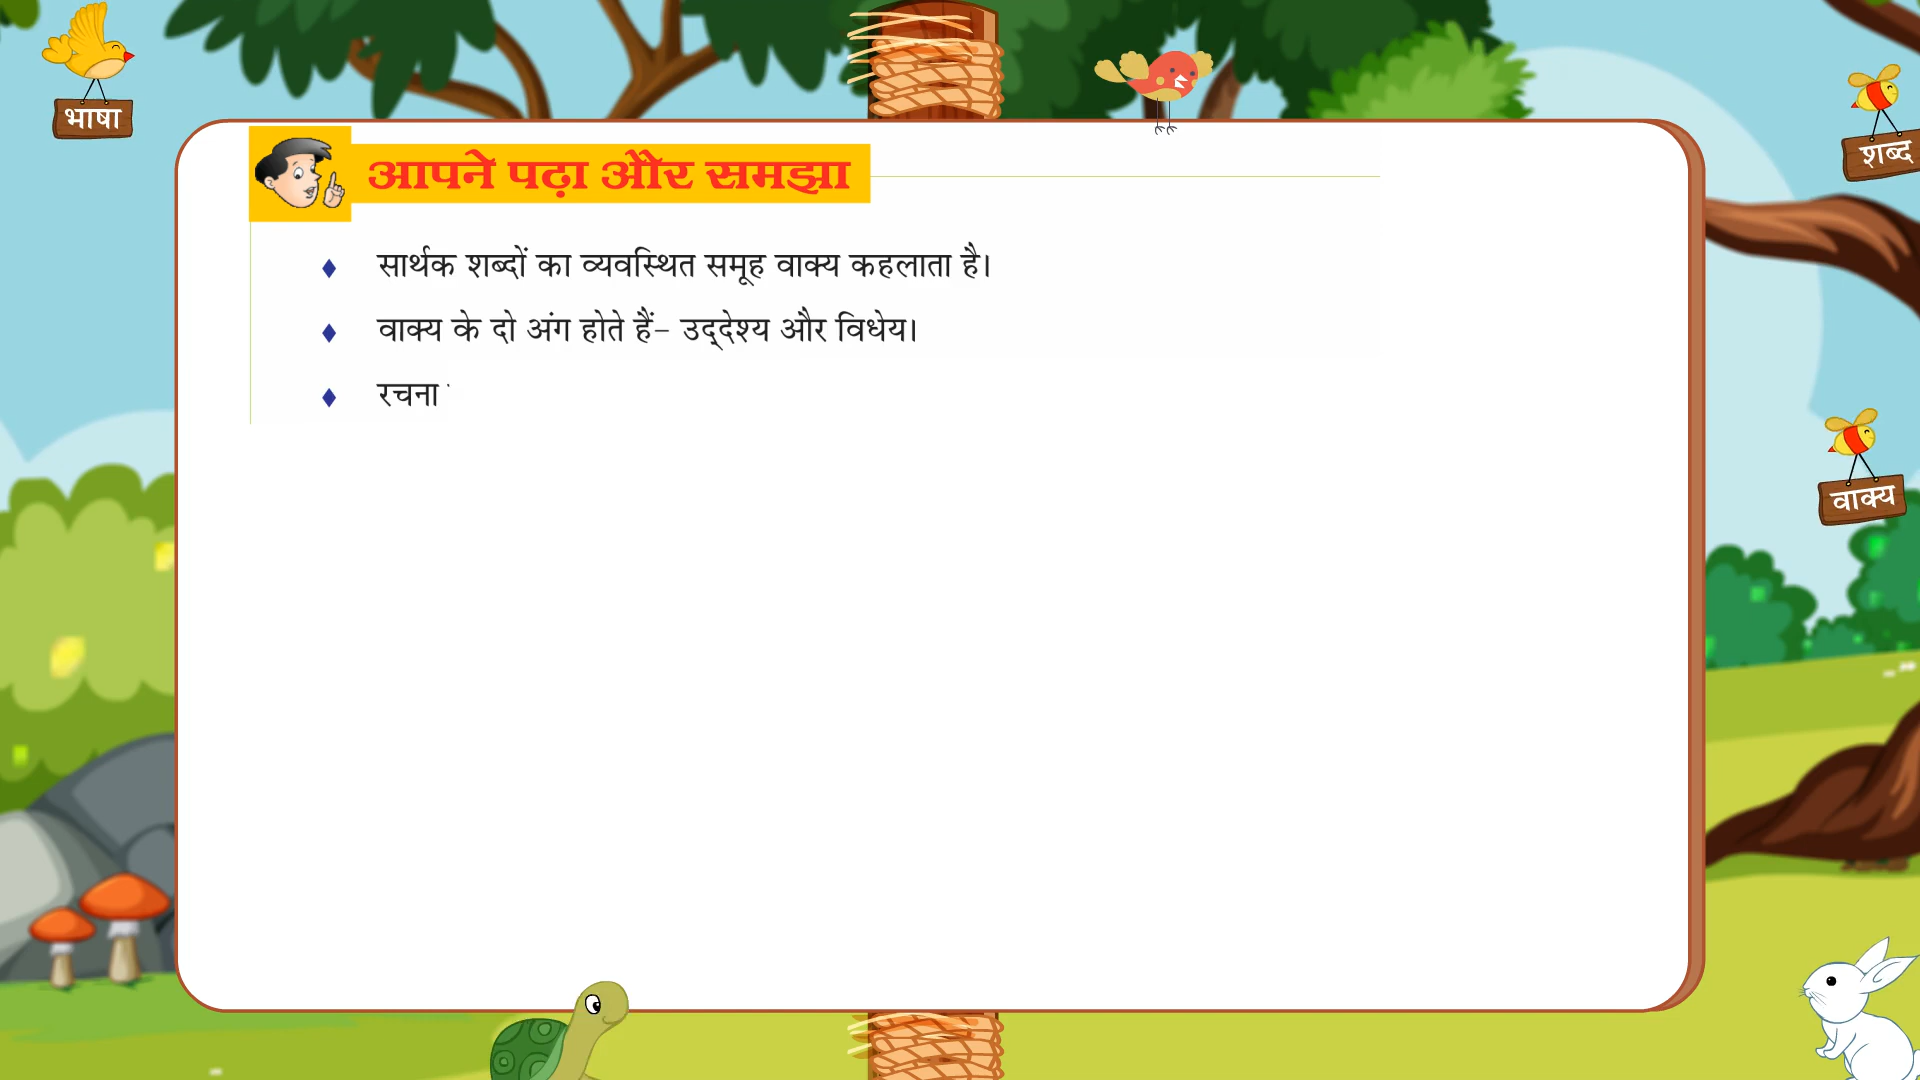 भाषा
शब्द
आपने पढ़ा और समझा
सार्थक शब्दों का व्यवस्थित समूह वाक्य कहलाता है।
वाक्य के दो अंग होते हैं– उद्‌देश्य और विधेय।
रचना
वाक्य